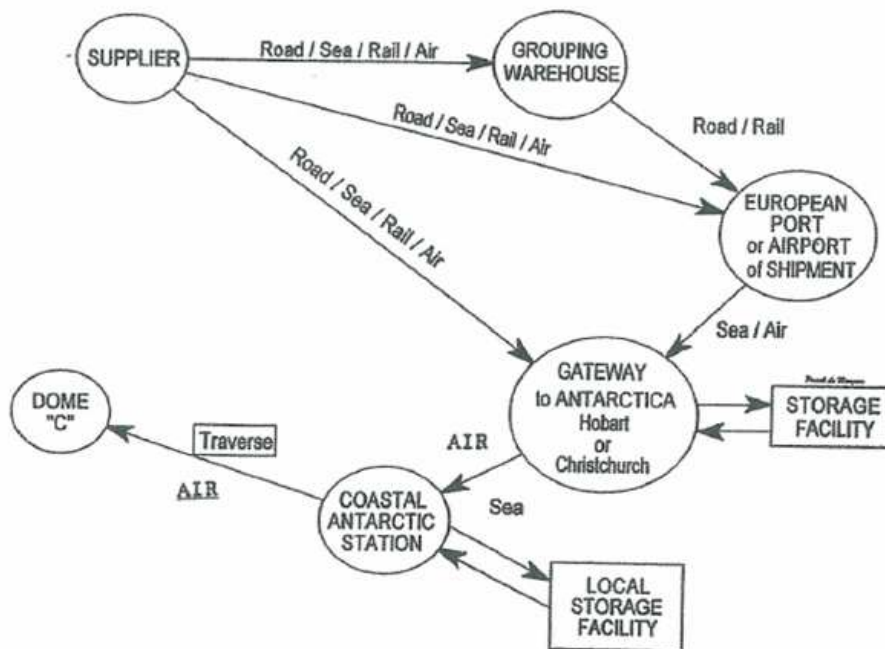 SUPPLIER
Road / Sea / Rail / Air
GROUPING
WAREHOUSE
Road / Sea / Rail / Air
Road / Rail
Road / Sea / Rail / Air
EUROPEAN
PORT
or AIRPORT
of SHIPMENT
Sea / Air
GATEWAY
to ANTARCTICA
Hobart
or
Christchurch
STORAGE
FACILITY
DOME
"C"
Traverse
AIR
AIR
COASTAL
ANTARCTIC
STATION
Sea
LOCAL
STORAGE
FACILITY